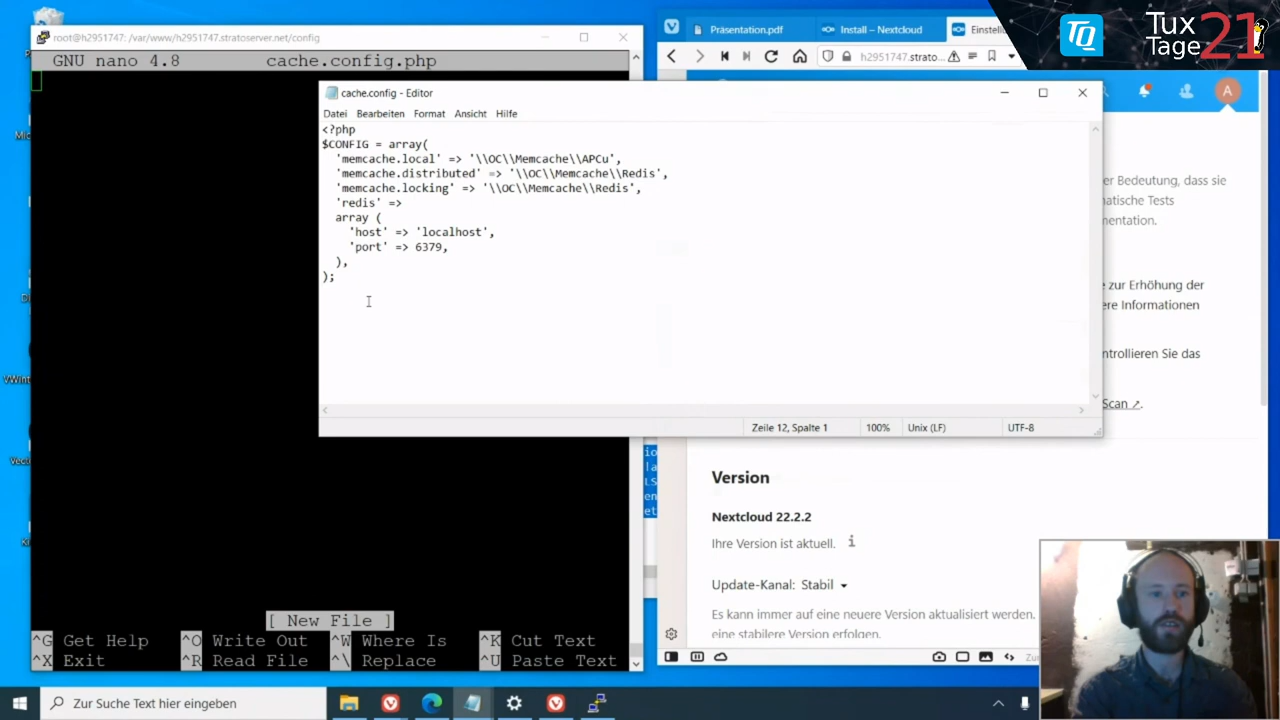 root@h2951747: /var/www/h2951747.stratoserver.net/config
GNU nano 4.8 cache.config.php
[ New File ]
^G Get Help ^O Write Out ^W Where Is ^K Cut Text
^X Exit ^R Read File ^\ Replace ^U Paste Text
cache.config - Editor
Datei Bearbeiten Format Ansicht Hilfe
<?php
$CONFIG = array(
'memcache.local' => '\\OC\\Memcache\\APCu',
'memcache.distributed' => '\\OC\\Memcache\\Redis',
'memcache.locking' => '\\OC\\Memcache\\Redis',
'redis' =>
array (
'host' => 'localhost',
'port' => 6379,
),
);
Zeile 12, Spalte 1 100% Unix (LF) UTF-8
Präsentation.pdf Install – Nextcloud Einstell
h2951747.strato...
A
TQ
Tux
Tage 21
er Bedeutung, dass sie
natische Tests
mentation.
e zur Erhöhung der
ere Informationen
ntrollieren Sie das
Scan ↗.
Version
Nextcloud 22.2.2
Ihre Version ist aktuell. i
Update-Kanal: Stabil
Es kann immer auf eine neuere Version aktualisiert werden.
eine stabilere Version erfolgen.
Zur Suche Text hier eingeben